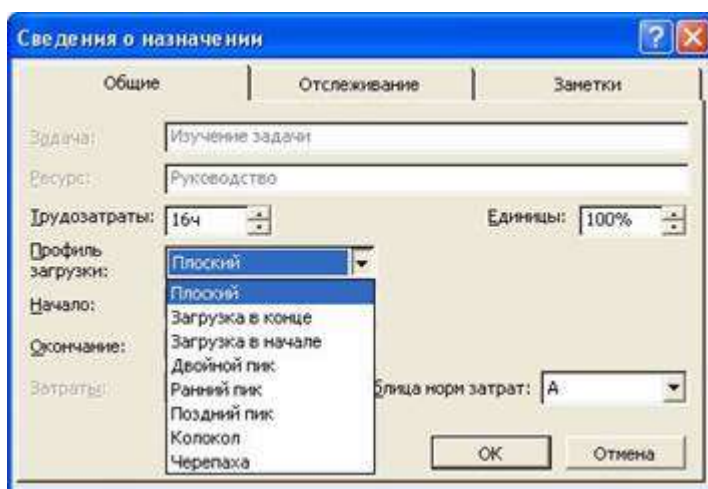 Сведения о назначении
Общие Отслеживание Заметки
Задача: Изучение задачи
Ресурс: Руководство
Трудозатраты: 16ч Единицы: 100%
Профиль
загрузки: Плоский
Плоский
Начало: Загрузка в конце
Загрузка в начале
Окончание: Двойной пик
Затраты: Ранний пик блица норм затрат: A
Поздний пик
Колокол
Черепаха
ОК Отмена